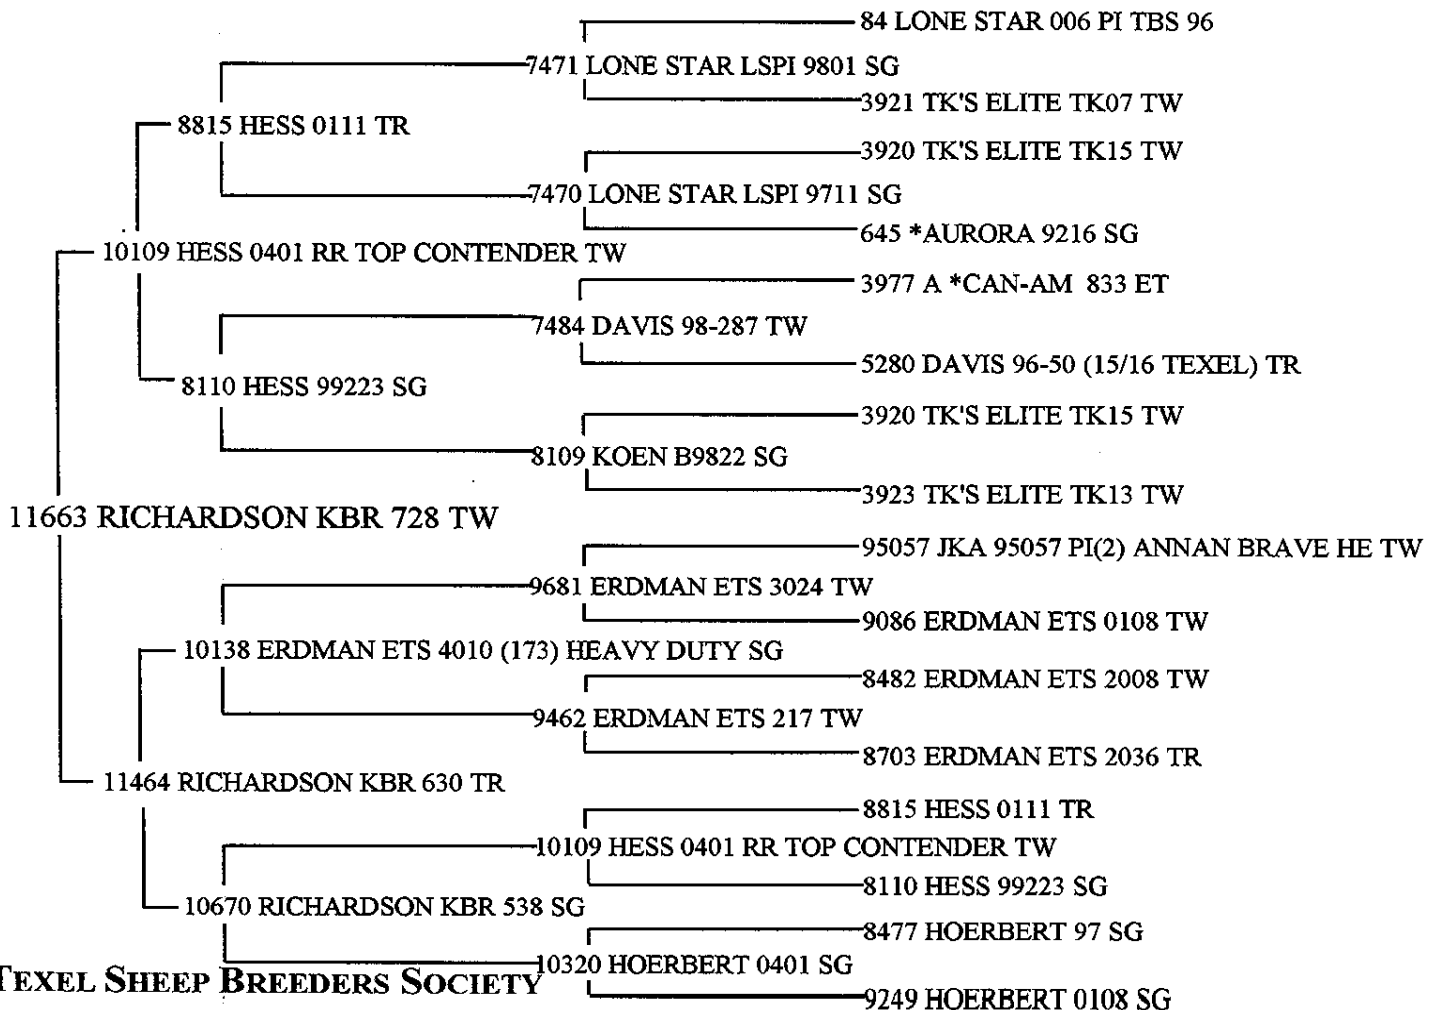 84 LONE STAR 006 PI TBS 96
7471 LONE STAR LSPI 9801 SG
3921 TK'S ELITE TK07 TW
8815 HESS 0111 TR
3920 TK'S ELITE TK15 TW
7470 LONE STAR LSPI 9711 SG
645 *AURORA 9216 SG
10109 HESS 0401 RR TOP CONTENDER TW
3977 A *CAN-AM 833 ET
7484 DAVIS 98-287 TW
5280 DAVIS 96-50 (15/16 TEXEL) TR
8110 HESS 99223 SG
3920 TK'S ELITE TK15 TW
8109 KOEN B9822 SG
3923 TK'S ELITE TK13 TW
11663 RICHARDSON KBR 728 TW
95057 JKA 95057 PI(2) ANNAN BRAVE HE TW
9681 ERDMAN ETS 3024 TW
9086 ERDMAN ETS 0108 TW
10138 ERDMAN ETS 4010 (173) HEAVY DUTY SG
8482 ERDMAN ETS 2008 TW
9462 ERDMAN ETS 217 TW
8703 ERDMAN ETS 2036 TR
11464 RICHARDSON KBR 630 TR
8815 HESS 0111 TR
10109 HESS 0401 RR TOP CONTENDER TW
8110 HESS 99223 SG
10670 RICHARDSON KBR 538 SG
8477 HOERBERT 97 SG
10320 HOERBERT 0401 SG
9249 HOERBERT 0108 SG
TEXEL SHEEP BREEDERS SOCIETY